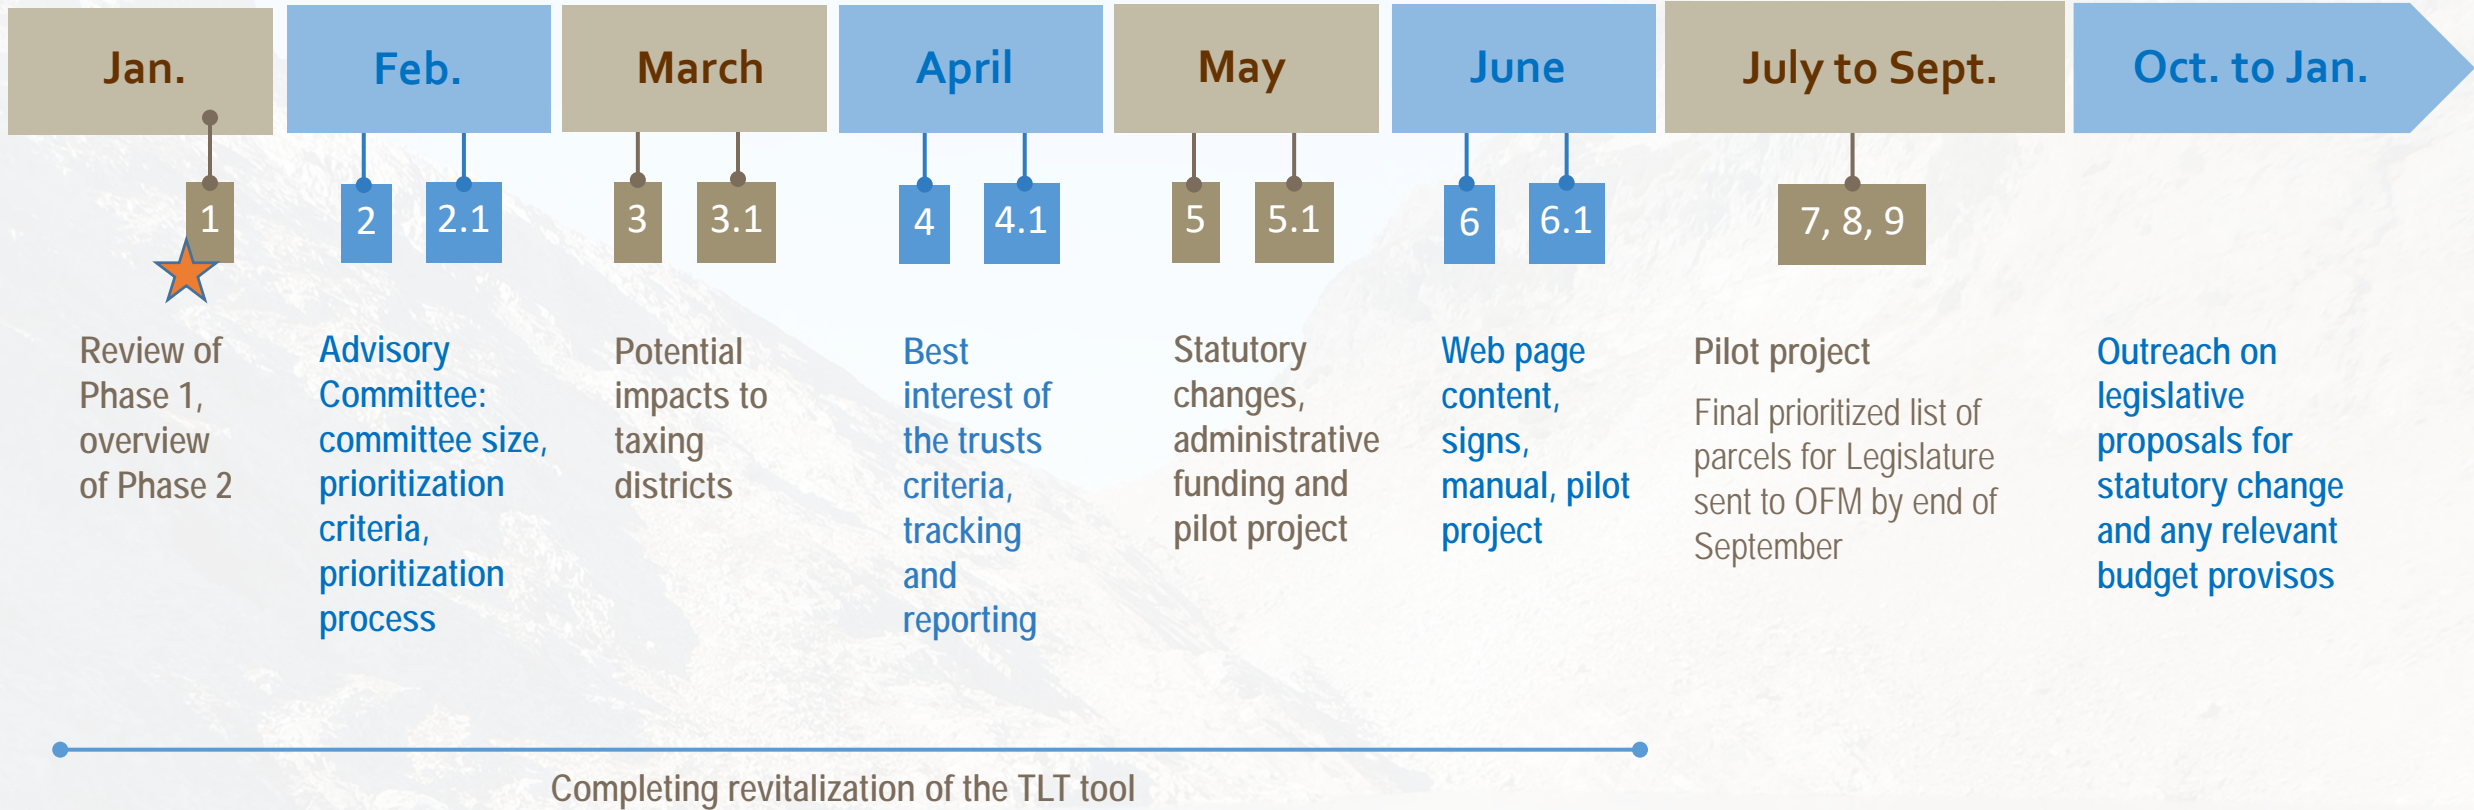 Jan.
Feb.
March
April
May
June
July to Sept.
Oct. to Jan.
1
2
2.1
3
3.1
4
4.1
5
5.1
6
6.1
7, 8, 9
Review of
Phase 1,
overview
of Phase 2
Advisory
Committee:
committee size,
prioritization
criteria,
prioritization
process
Potential
impacts to
taxing
districts
Best
interest of
the trusts
criteria,
tracking
and
reporting
Statutory
changes,
administrative
funding and
pilot project
Web page
content,
signs,
manual, pilot
project
Pilot project
Final prioritized list of
parcels for Legislature
sent to OFM by end of
September
Outreach on
legislative
proposals for
statutory change
and any relevant
budget provisos
Completing revitalization of the TLT tool